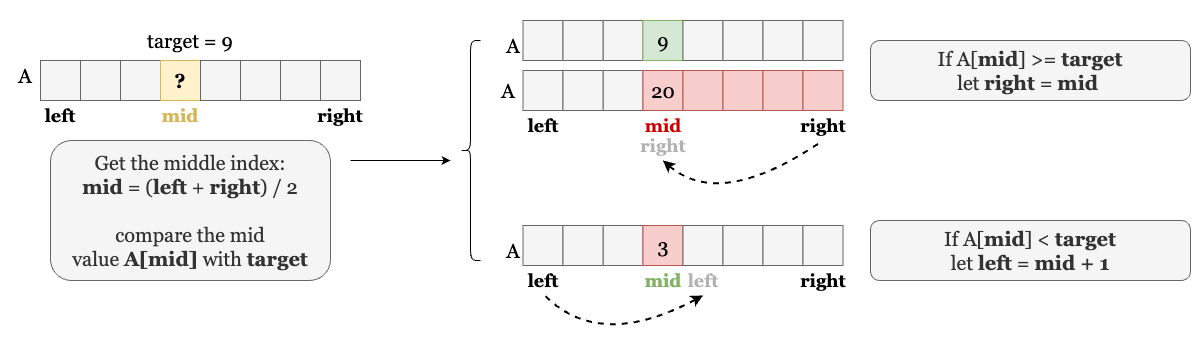 target = 9
A
?
left mid right
Get the middle index:
mid = (left + right) / 2
compare the mid
value A[mid] with target
A
9
A
20
left mid right
right
If A[mid] >= target
let right = mid
A
3
left mid left right
If A[mid] < target
let left = mid + 1